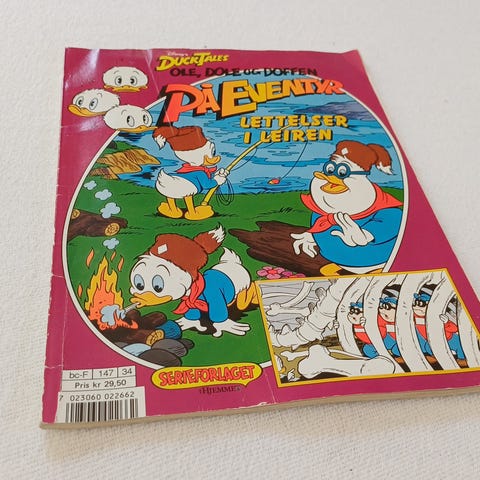 Disney's
DUCKTALES
OLE, DOLE OG DOFFEN
PÅ EVENTYR
LETTELSER
I LEIREN
SERIEFORLAGET
»HJEMMET«
bc-F 147 34
Pris kr 29,50
7 023060 022662